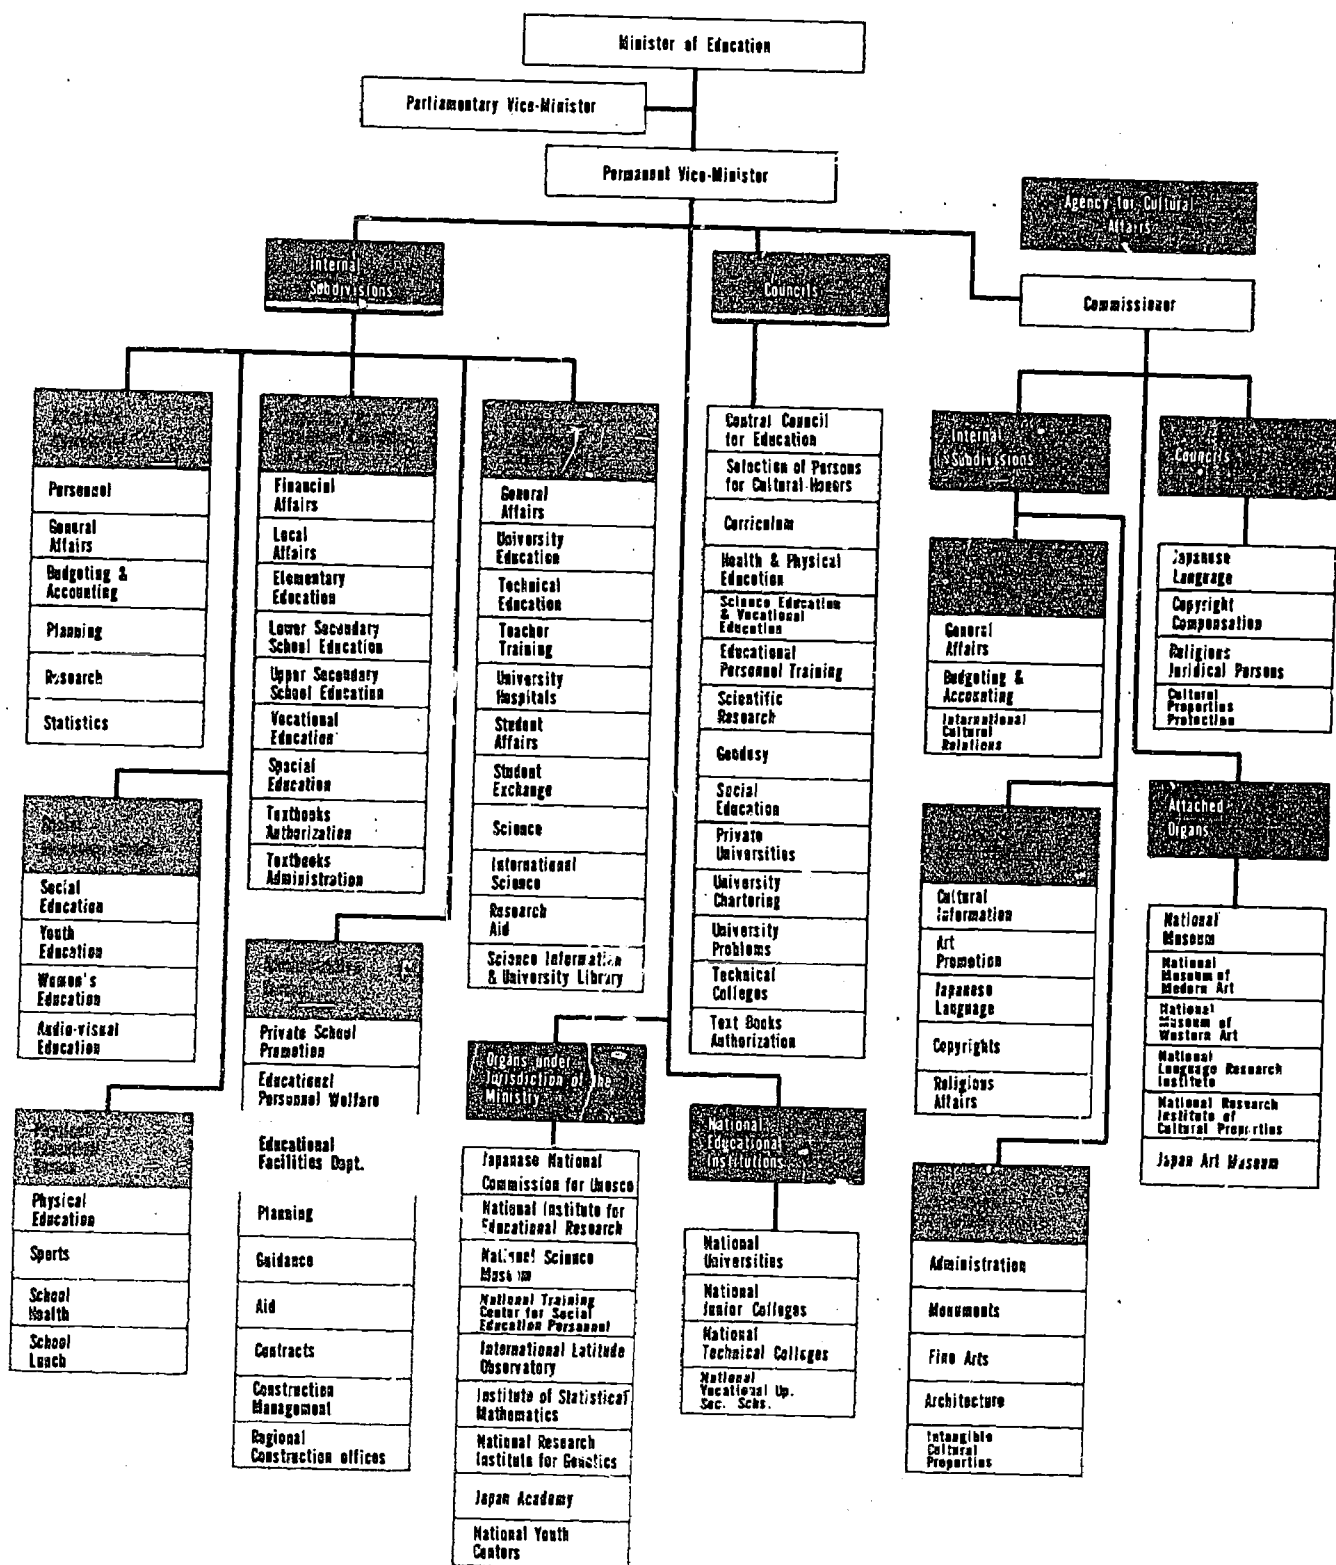 Minister of Education
Parliamentary Vice-Minister
Permanent Vice-Minister
Agency for Cultural
Affairs
Commissioner
Internal
Subdivisions
Personnel
General
Affairs
Budgeting &
Accounting
Planning
Research
Statistics
Social
Social
Education
Youth
Education
Women's
Education
Audio-visual
Education
Physical
Education
Sports
School
Health
School
Lunch
Financial
Affairs
Local
Affairs
Elementary
Education
Lower Secondary
School Education
Upper Secondary
School Education
Vocational
Education
Special
Education
Textbooks
Authorization
Textbooks
Administration
Administrative
Private School
Promotion
Educational
Personnel Welfare
Educational
Facilities Dept.
Planning
Guidance
Aid
Contracts
Construction
Management
Regional
Construction offices
General
Affairs
University
Education
Technical
Education
Teacher
Training
University
Hospitals
Student
Affairs
Student
Exchange
Science
International
Science
Research
Aid
Science Information
& University Library
Organs under
Jurisdiction of the
Ministry
Japanese National
Commission for Unesco
National Institute for
Educational Research
National Science
Museum
National Training
Center for Social
Education Personnel
International Latitude
Observatory
Institute of Statistical
Mathematics
National Research
Institute for Genetics
Japan Academy
National Youth
Centers
Councils
Central Council
for Education
Selection of Persons
for Cultural Honors
Curriculum
Health & Physical
Education
Science Education
& Vocational
Education
Educational
Personnel Training
Scientific
Research
Geodesy
Social
Education
Private
Universities
University
Chartering
University
Problems
Technical
Colleges
Text Books
Authorization
National
Educational
Institutions
National
Universities
National
Junior Colleges
National
Technical Colleges
National
Vocational Up.
Sec. Schs.
Internal
Subdivisions
General
Affairs
Budgeting &
Accounting
International
Cultural
Relations
Cultural
Information
Art
Promotion
Japanese
Language
Copyrights
Religious
Affairs
Administration
Monuments
Fine Arts
Architecture
Intangible
Cultural
Properties
Councils
Japanese
Language
Copyright
Compensation
Religious
Juridical Persons
Cultural
Properties
Protection
Attached
Organs
National
Museum
National
Museum of
Modern Art
National
Museum of
Western Art
National
Language Research
Institute
National Research
Institute of
Cultural Properties
Japan Art Museum